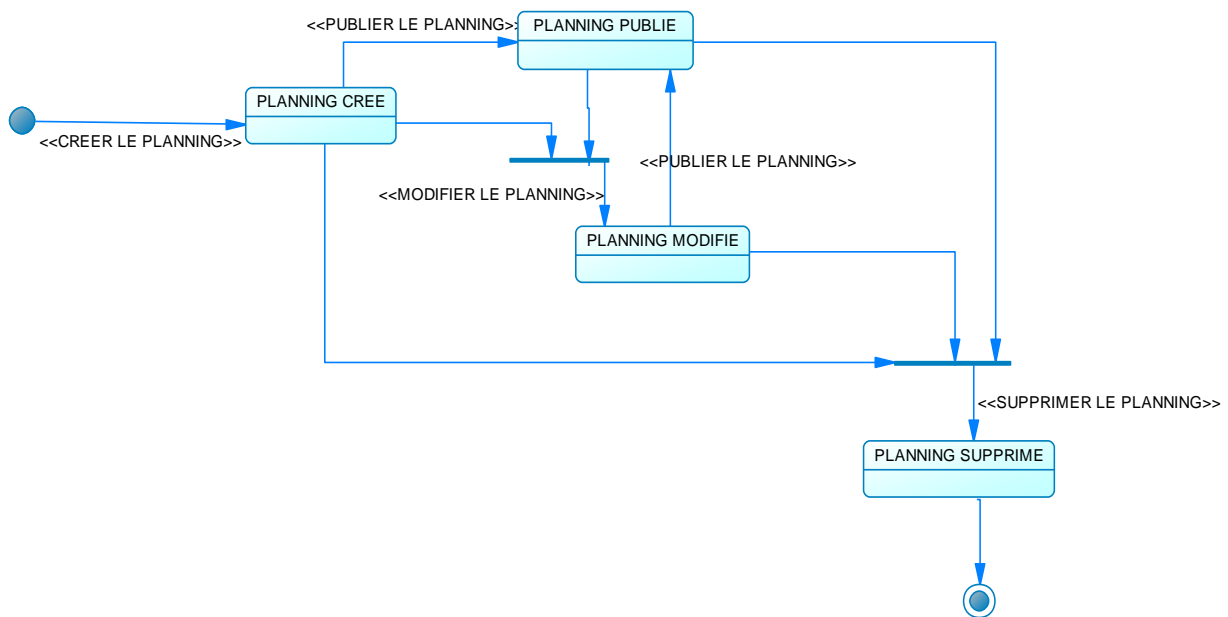 <<PUBLIER LE PLANNING>>
PLANNING PUBLIE
PLANNING CREE
<<CREER LE PLANNING>>
<<PUBLIER LE PLANNING>>
<<MODIFIER LE PLANNING>>
PLANNING MODIFIE
<<SUPPRIMER LE PLANNING>>
PLANNING SUPPRIME